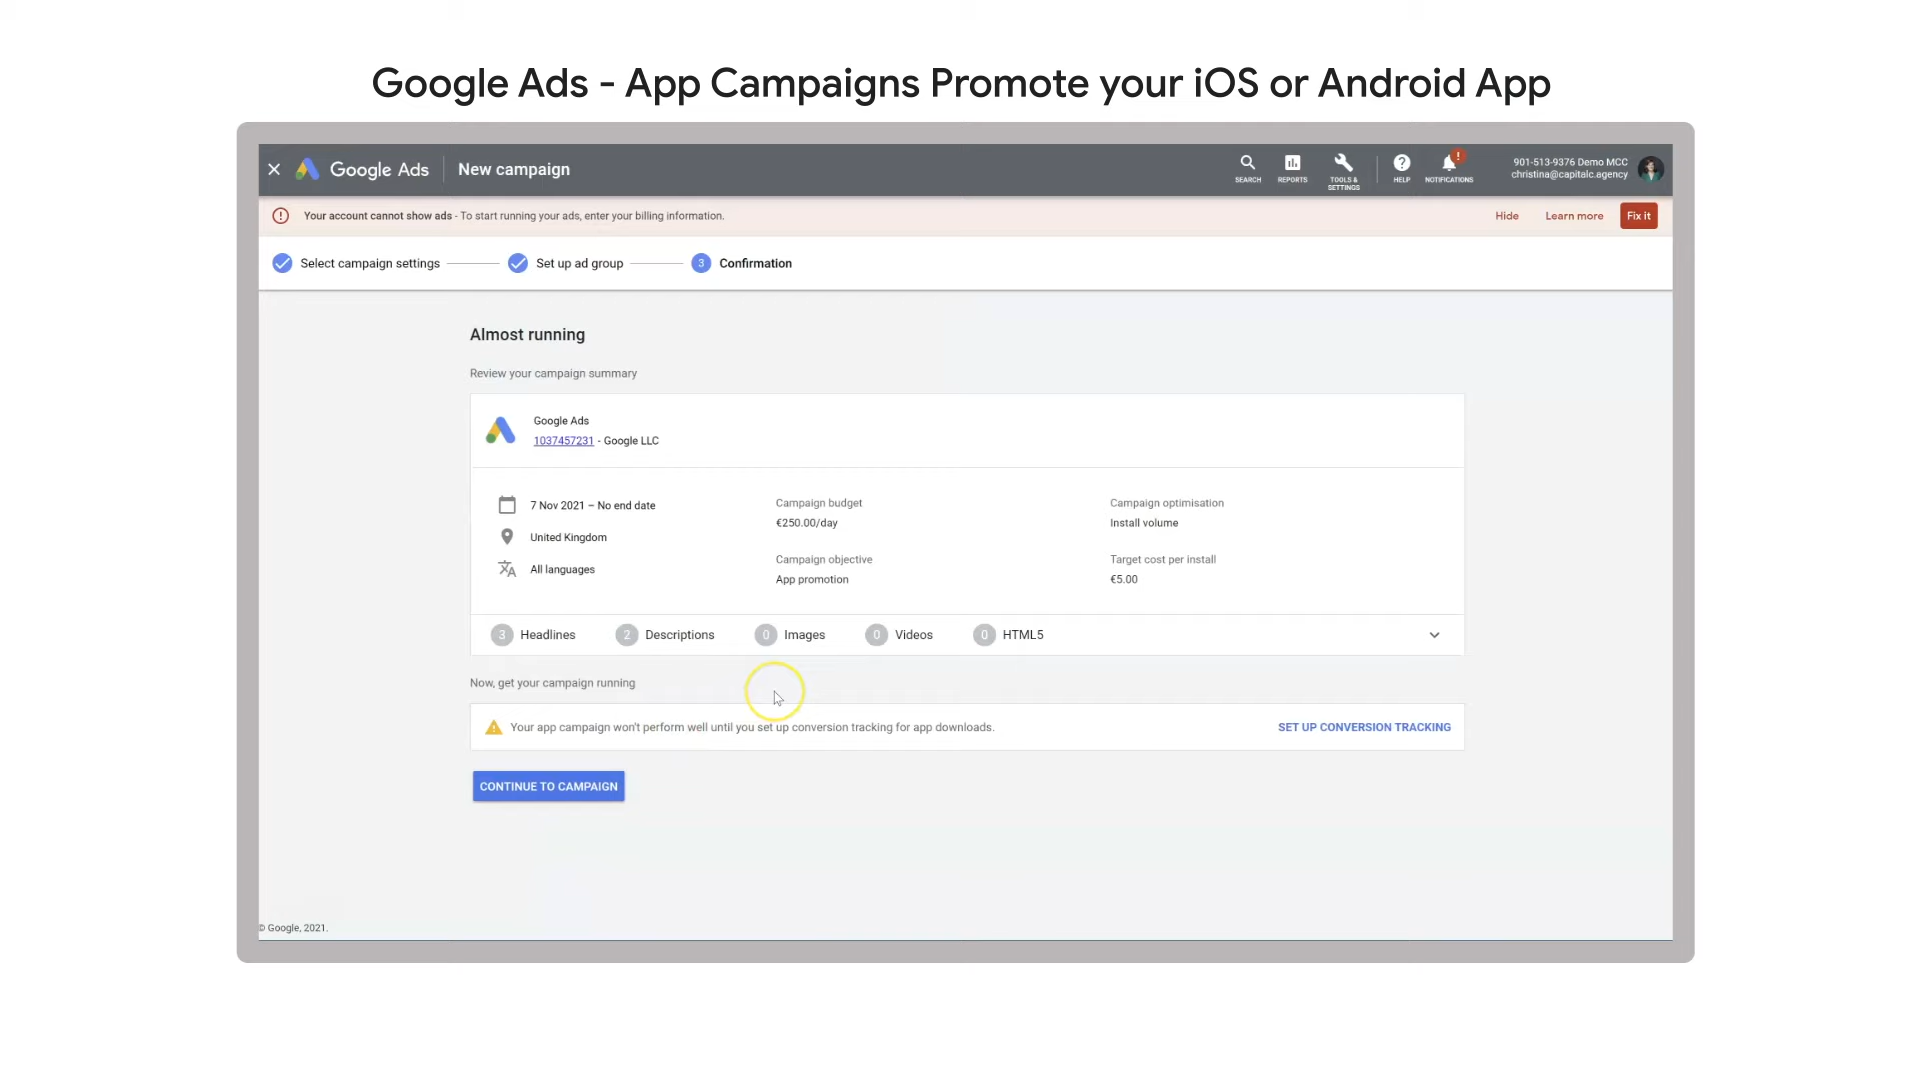 Google Ads - App Campaigns Promote your iOS or Android App
Google Ads
New campaign
SEARCH
REPORTS
TOOLS & SETTINGS
HELP
!
NOTIFICATIONS
901-513-9376 Demo MCC
christina@capitalc.agency
Your account cannot show ads - To start running your ads, enter your billing information.
Hide
Learn more
Fix it
Select campaign settings
Set up ad group
3 Confirmation
Almost running
Review your campaign summary
Google Ads
1037457231 - Google LLC
7 Nov 2021 – No end date
United Kingdom
All languages
Campaign budget
€250.00/day
Campaign objective
App promotion
Campaign optimisation
Install volume
Target cost per install
€5.00
3 Headlines
2 Descriptions
0 Images
0 Videos
0 HTML5
Now, get your campaign running
Your app campaign won't perform well until you set up conversion tracking for app downloads.
SET UP CONVERSION TRACKING
CONTINUE TO CAMPAIGN
© Google, 2021.